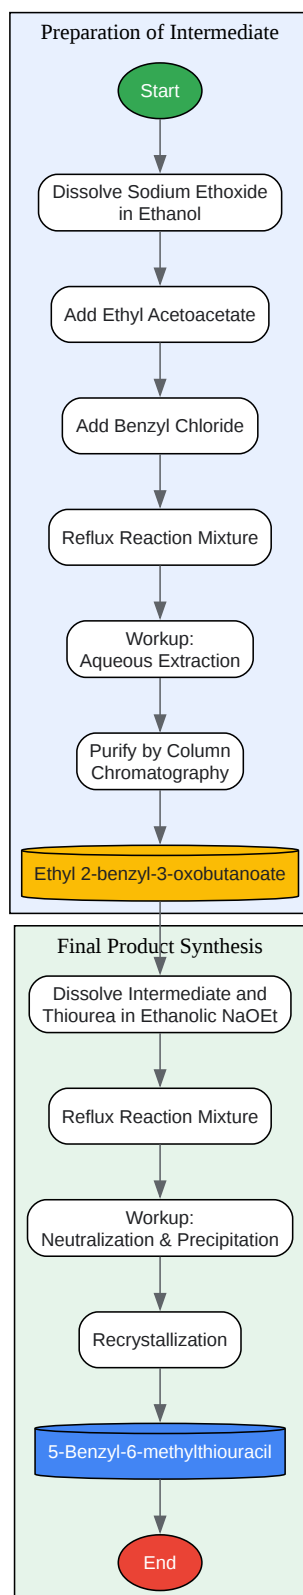 Preparation of Intermediate
Start
Dissolve Sodium Ethoxide
in Ethanol
Add Ethyl Acetoacetate
Add Benzyl Chloride
Reflux Reaction Mixture
Workup:
Aqueous Extraction
Purify by Column
Chromatography
Ethyl 2-benzyl-3-oxobutanoate
Final Product Synthesis
Dissolve Intermediate and
Thiourea in Ethanolic NaOEt
Reflux Reaction Mixture
Workup:
Neutralization & Precipitation
Recrystallization
5-Benzyl-6-methylthiouracil
End